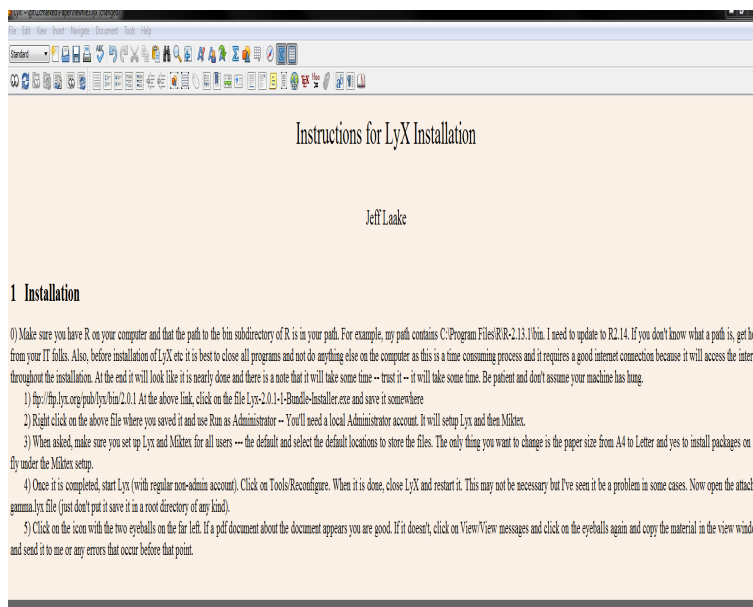 File Edit View Insert Navigate Document Tools Help
Standard
Instructions for LyX Installation
Jeff Laake
1 Installation
0) Make sure you have R on your computer and that the path to the bin subdirectory of R is in your path. For example, my path contains C:\Program Files\R\R-2.13.1\bin. I need to update to R2.14. If you don't know what a path is, get
from your IT folks. Also, before installation of LyX etc it is best to close all programs and not do anything else on the computer as this is a time consuming process and it requires a good internet connection because it will access the
throughout the installation. At the end it will look like it is nearly done and there is a note that it will take some time -- trust it -- it will take some time. Be patient and don't assume your machine has hung.
1) ftp://ftp.lyx.org/pub/lyx/bin/2.0.1 At the above link, click on the file Lyx-2.0.1-1-Bundle-Installer.exe and save it somewhere
2) Right click on the above file where you saved it and use Run as Administrator -- You'll need a local Administrator account. It will setup Lyx and then Miktex.
3) When asked, make sure you set up Lyx and Miktex for all users --- the default and select the default locations to store the files. The only thing you want to change is the paper size from A4 to Letter and yes to install packages on
fly under the Miktex setup.
4) Once it is completed, start Lyx (with regular non-admin account). Click on Tools/Reconfigure. When it is done, close LyX and restart it. This may not be necessary but I've seen it be a problem in some cases. Now open the
gamma.lyx file (just don't put it save it in a root directory of any kind).
5) Click on the icon with the two eyeballs on the far left. If a pdf document about the document appears you are good. If it doesn't, click on View/View messages and click on the eyeballs again and copy the material in the view
and send it to me or any errors that occur before that point.